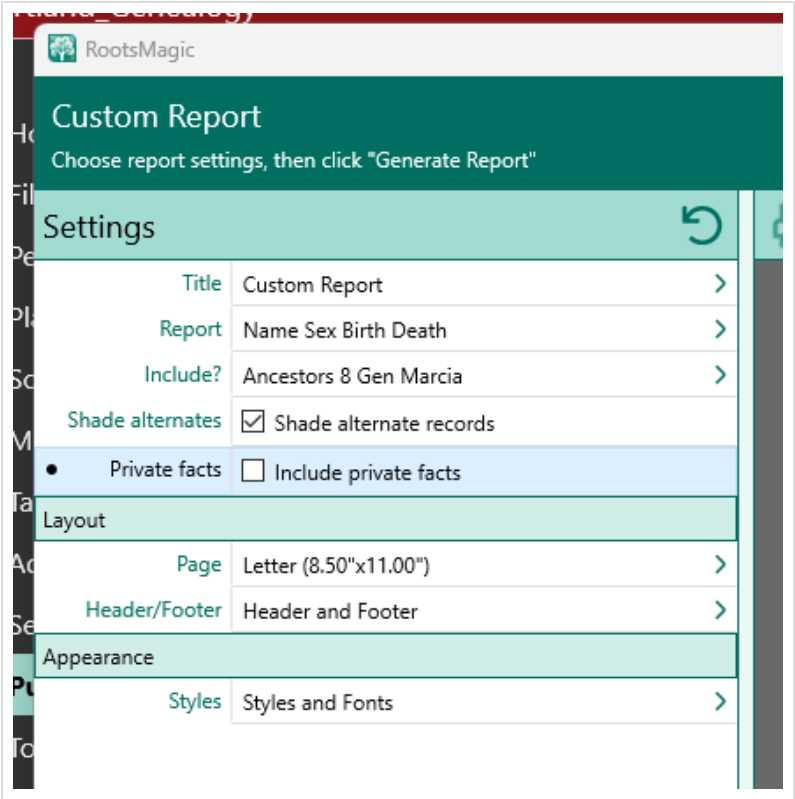 RootsMagic
Custom Report
Choose report settings, then click "Generate Report"
Settings
Title Custom Report
Report Name Sex Birth Death
Include? Ancestors 8 Gen Marcia
Shade alternates Shade alternate records
Private facts Include private facts
Layout
Page Letter (8.50"x11.00")
Header/Footer Header and Footer
Appearance
Styles Styles and Fonts